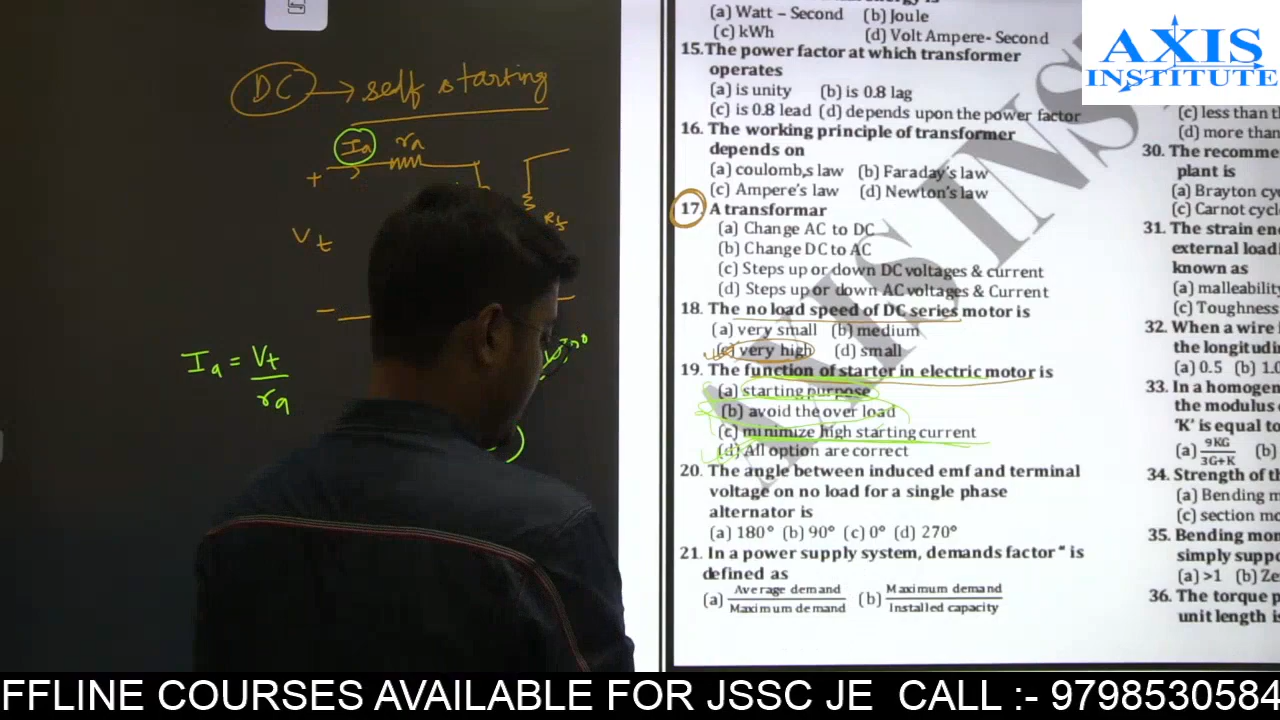 DC → self starting
Ia ra
+
Rf
Vt
−
Ia = Vt / ra
(a) Watt – Second (b) Joule
(c) kWh (d) Volt Ampere- Second
15.The power factor at which transformer
operates
(a) is unity (b) is 0.8 lag
(c) is 0.8 lead (d) depends upon the power factor
16. The working principle of transformer
depends on
(a) coulomb,s law (b) Faraday's law
(c) Ampere's law (d) Newton's law
17. A transformar
(a) Change AC to DC
(b) Change DC to AC
(c) Steps up or down DC voltages & current
(d) Steps up or down AC voltages & Current
18. The no load speed of DC series motor is
(a) very small (b) medium
(c) very high (d) small
19. The function of starter in electric motor is
(a) starting purpose
(b) avoid the over load
(c) minimize high starting current
(d) All option are correct
20. The angle between induced emf and terminal
voltage on no load for a single phase
alternator is
(a) 180° (b) 90° (c) 0° (d) 270°
21. In a power supply system, demands factor " is
defined as
(a) Average demand / Maximum demand (b) Maximum demand / Installed capacity
AXIS
INSTITUTE
(c) less than t
(d) more than
30. The recomme
plant is
(a) Brayton cy
(c) Carnot cycl
31. The strain en
external load
known as
(a) malleability
(c) Toughness
32. When a wire
the longitudi
(a) 0.5 (b) 1.0
33. In a homogen
the modulus o
'K' is equal to
(a) 9KG / 3G+K (b)
34. Strength of t
(a) Bending m
(c) section mo
35. Bending mom
simply suppo
(a) >1 (b) Ze
36. The torque p
unit length is
AXIS INS
FFLINE COURSES AVAILABLE FOR JSSC JE CALL :- 9798530584